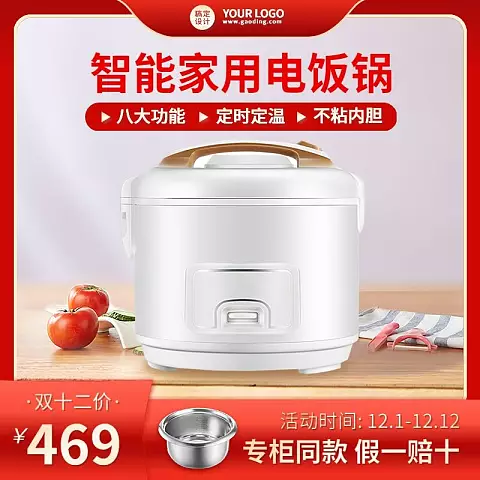 稿定
设计
YOUR LOGO
www.gaoding.com
智能家用电饭锅
八大功能 定时定温 不粘内胆
双十二价
¥469
活动时间: 12.1-12.12
专柜同款 假一赔十